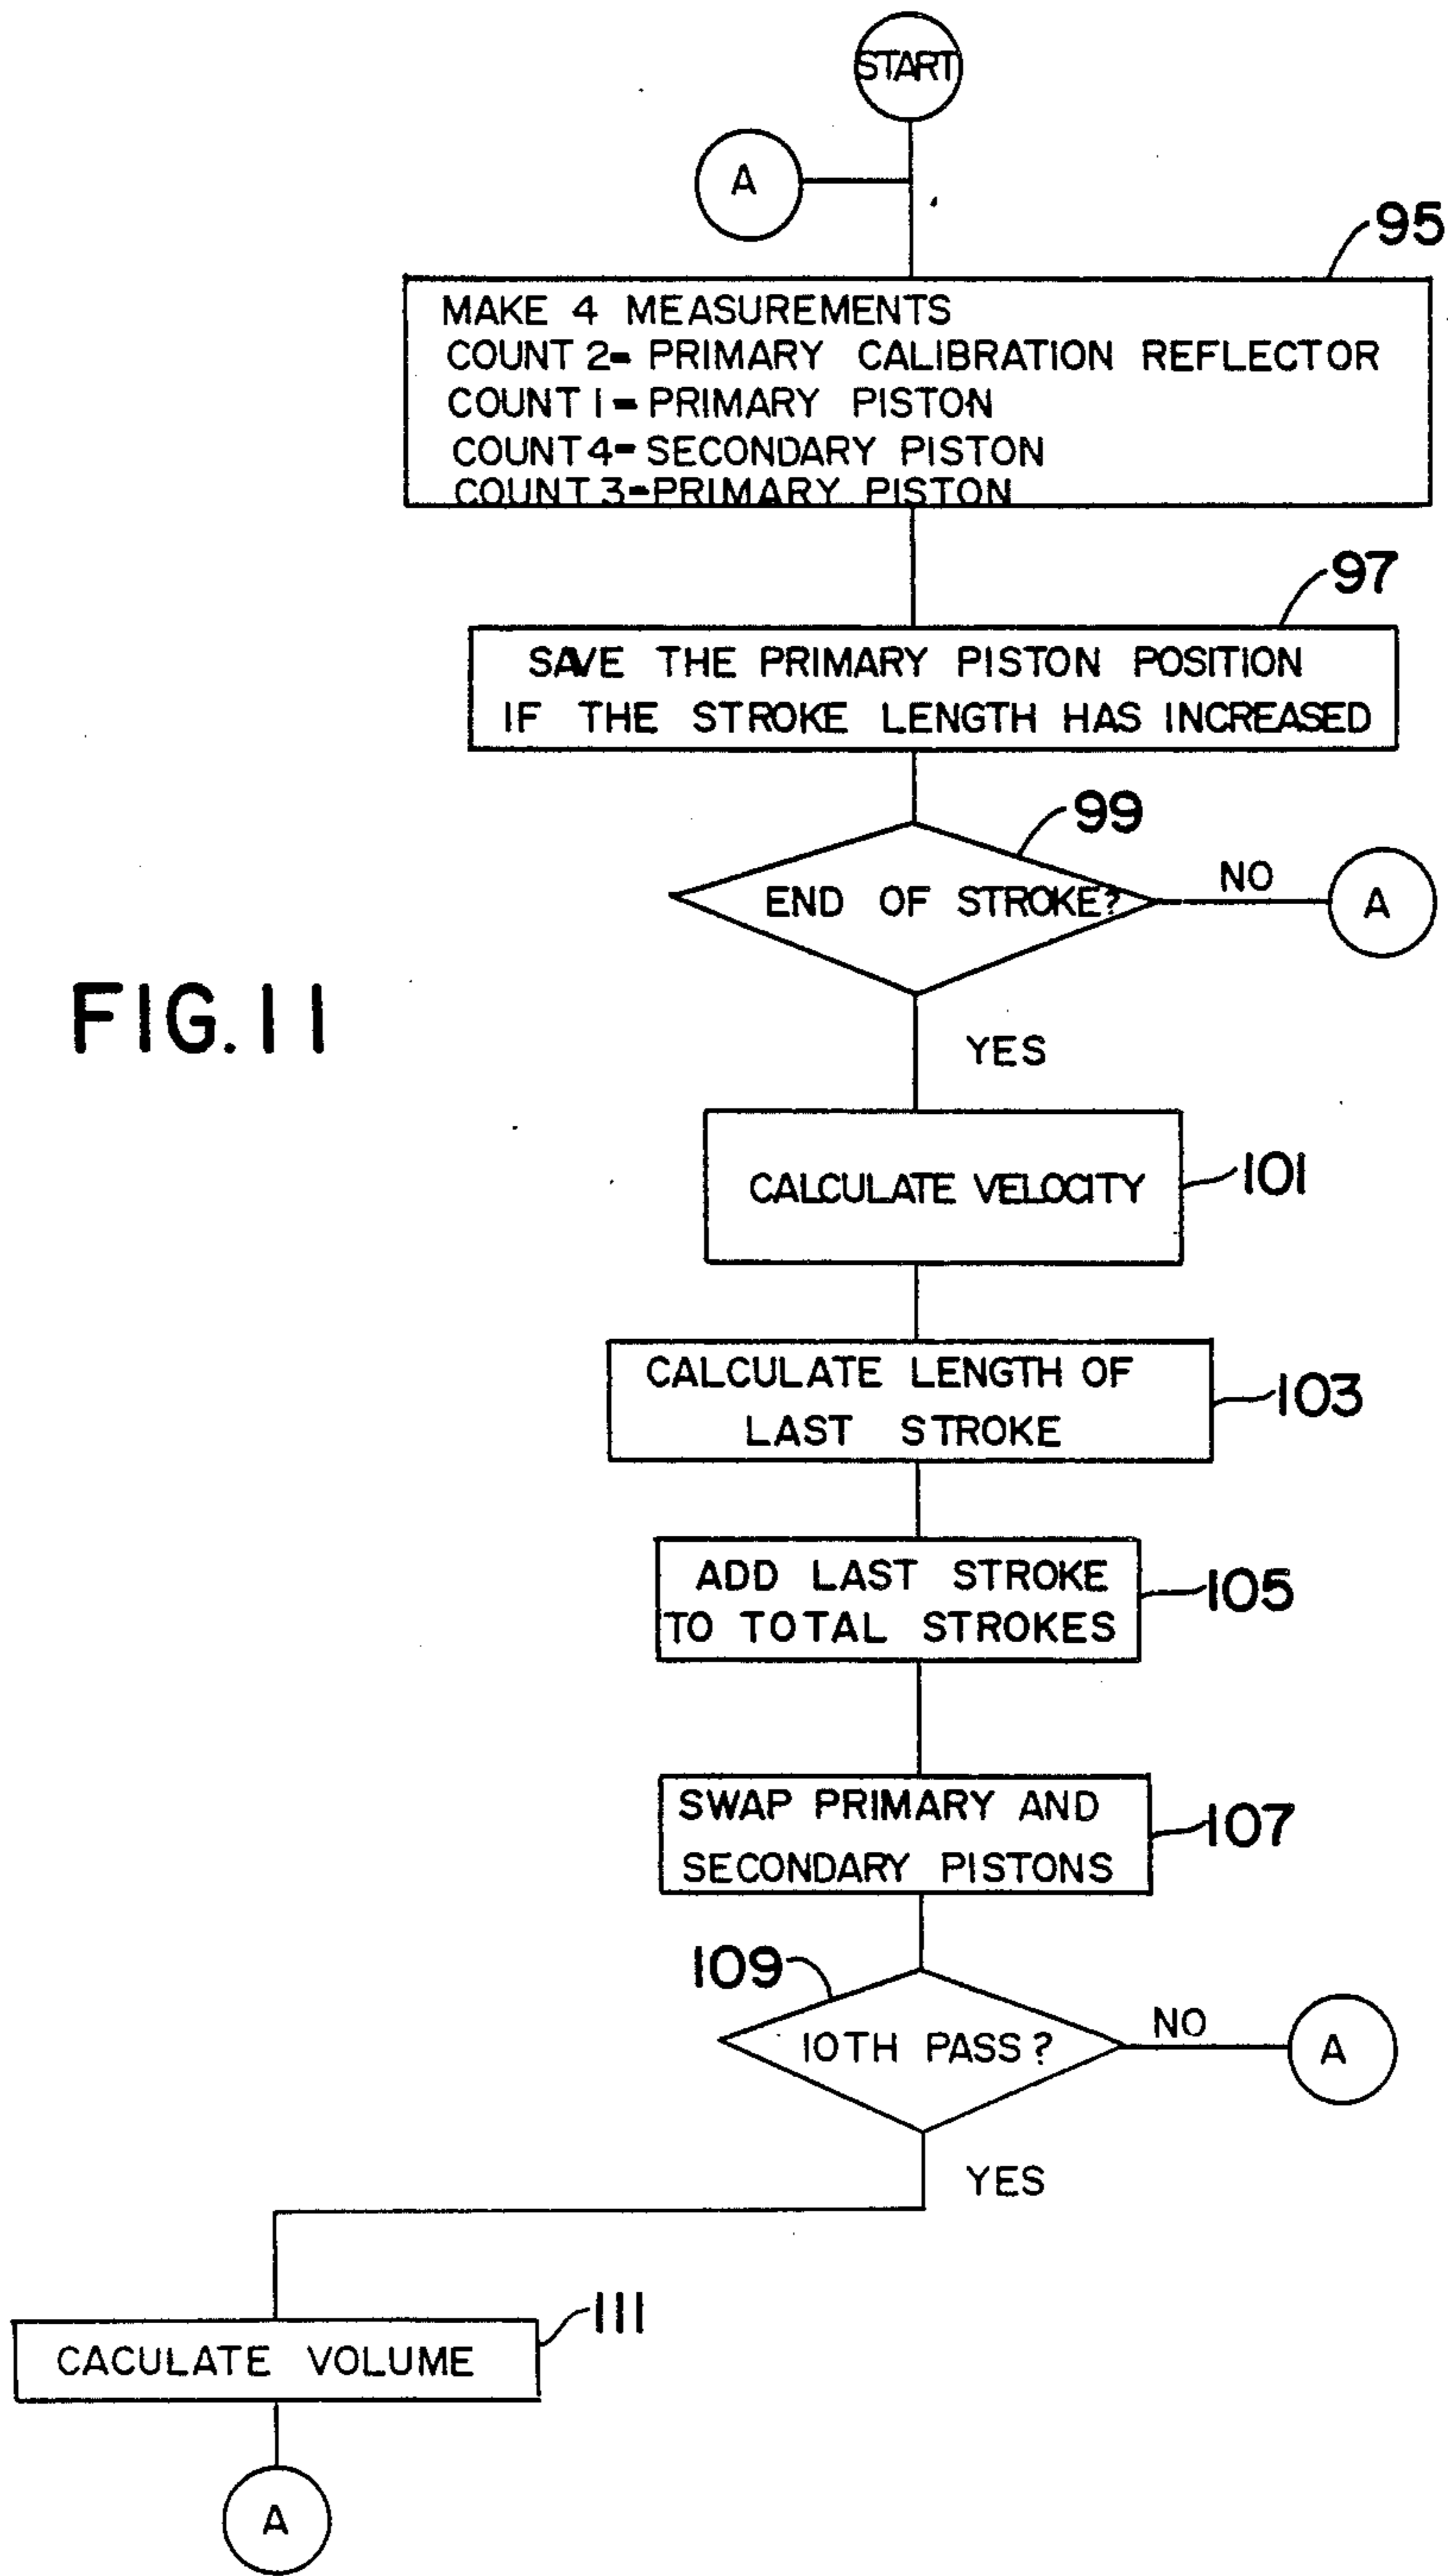 START
A
95
MAKE 4 MEASUREMENTS
COUNT 2- PRIMARY CALIBRATION REFLECTOR
COUNT 1- PRIMARY PISTON
COUNT 4- SECONDARY PISTON
COUNT 3-PRIMARY PISTON
97
SAVE THE PRIMARY PISTON POSITION
IF THE STROKE LENGTH HAS INCREASED
99
END OF STROKE?
NO
A
FIG. 11
YES
CALCULATE VELOCITY
101
CALCULATE LENGTH OF
LAST STROKE
103
ADD LAST STROKE
TO TOTAL STROKES
105
SWAP PRIMARY AND
SECONDARY PISTONS
107
109
10TH PASS?
NO
A
YES
111
CACULATE VOLUME
A